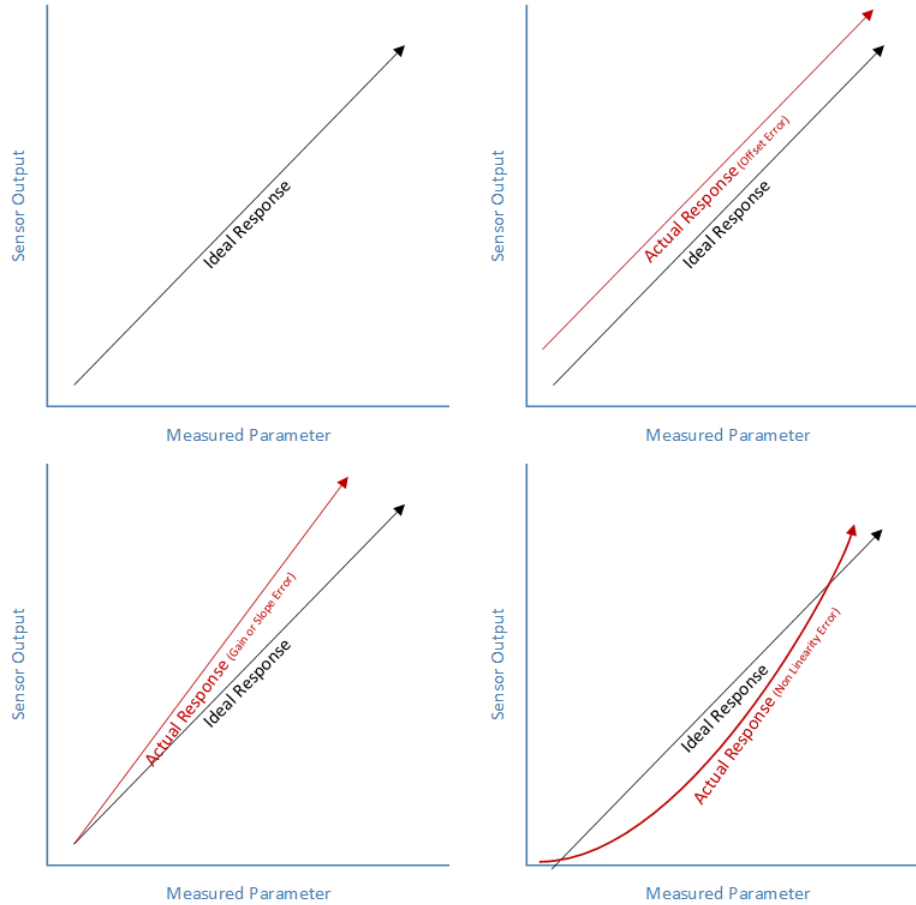 Sensor Output
Ideal Response
Measured Parameter
Sensor Output
Actual Response (Offset Error)
Ideal Response
Measured Parameter
Sensor Output
Actual Response (Gain or Slope Error)
Ideal Response
Measured Parameter
Sensor Output
Ideal Response
Actual Response (Non Linearity Error)
Measured Parameter